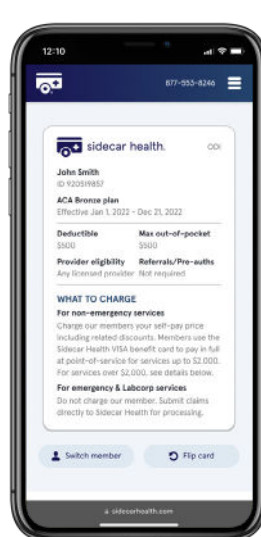 12:10
877-553-8246
sidecar health.
ODI
John Smith
ID 920519857
ACA Bronze plan
Effective Jan 1, 2022 - Dec 21, 2022
Deductible Max out-of-pocket
$500 $500
Provider eligibility Referrals/Pre-auths
Any licensed provider Not required
WHAT TO CHARGE
For non-emergency services
Charge our members your self-pay price
including related discounts. Members use the
Sidecar Health VISA benefit card to pay in full
at point-of-service for services up to $2,000.
For services over $2,000, see details below.
For emergency & Labcorp services
Do not charge our member. Submit claims
directly to Sidecar Health for processing.
Switch member Flip card
sidecarhealth.com